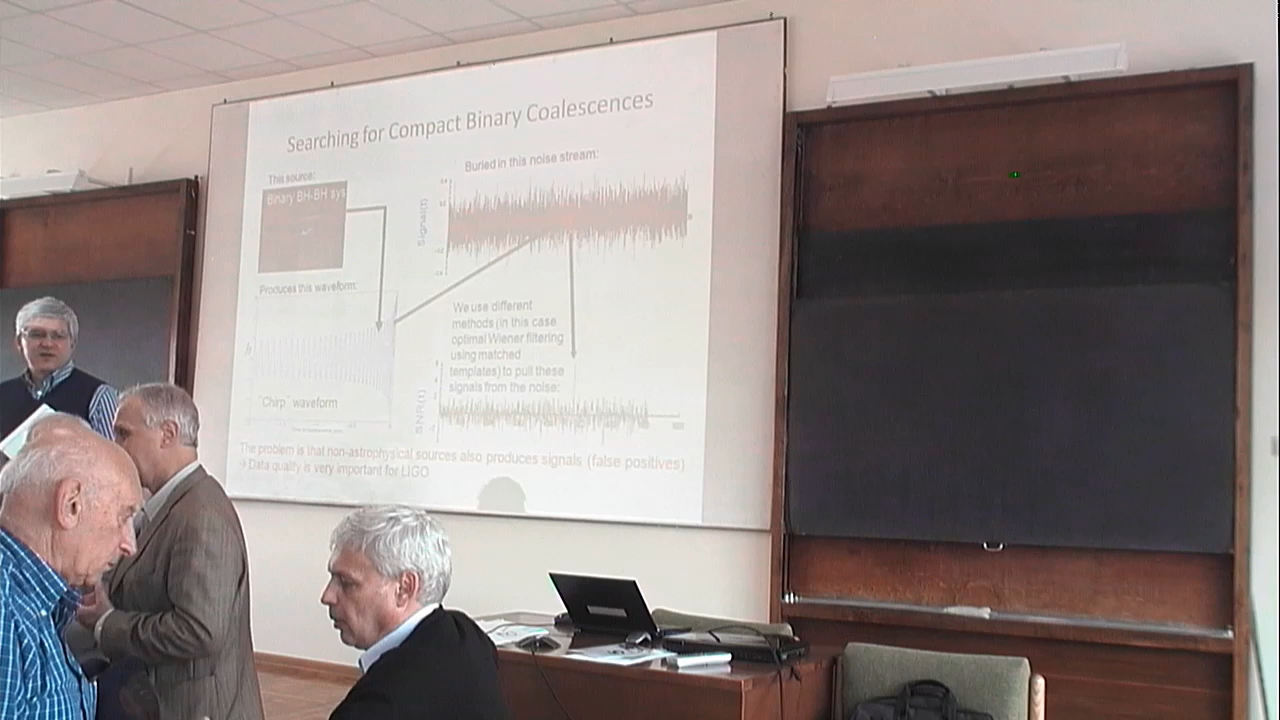 Searching for Compact Binary Coalescences
This source:
Binary BH-BH sys
Produces this waveform:
"Chirp" waveform
Buried in this noise stream:
Signal(t)
We use different
methods (in this case
optimal Wiener filtering
using matched
templates) to pull these
signals from the noise:
SNR(t)
The problem is that non-astrophysical sources also produces signals (false positives)
Data quality is very important for LIGO